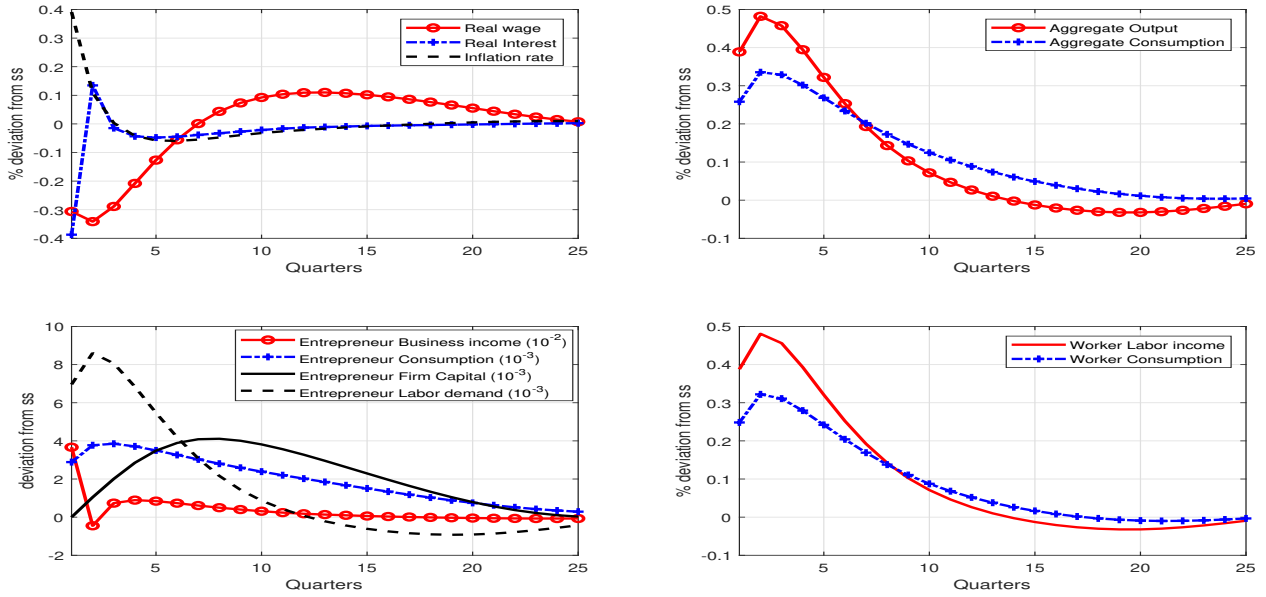 % deviation from ss
0.4
0.3
0.2
0.1
0
-0.1
-0.2
-0.3
-0.4
Real wage
Real Interest
Inflation rate
5 10 15 20 25
Quarters
% deviation from ss
0.5
0.4
0.3
0.2
0.1
0
-0.1
Aggregate Output
Aggregate Consumption
5 10 15 20 25
Quarters
deviation from ss
10
8
6
4
2
0
-2
Entrepreneur Business income (10^-2)
Entrepreneur Consumption (10^-3)
Entrepreneur Firm Capital (10^-3)
Entrepreneur Labor demand (10^-3)
5 10 15 20 25
Quarters
% deviation from ss
0.5
0.4
0.3
0.2
0.1
0
-0.1
Worker Labor income
Worker Consumption
5 10 15 20 25
Quarters